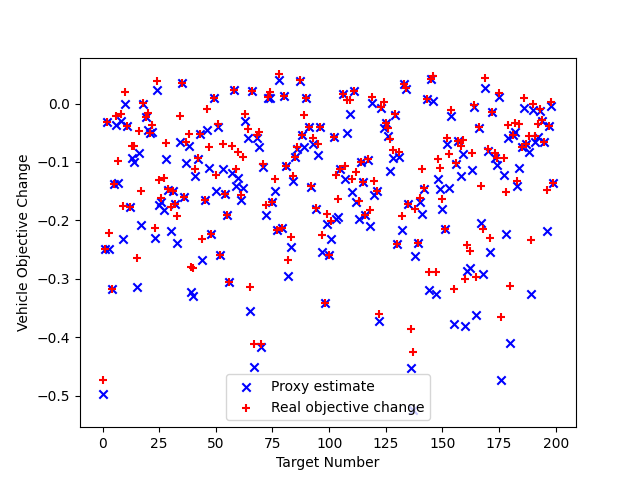 0.0
−0.1
−0.2
−0.3
−0.4
−0.5
Vehicle Objective Change
Proxy estimate
Real objective change
0 25 50 75 100 125 150 175 200
Target Number